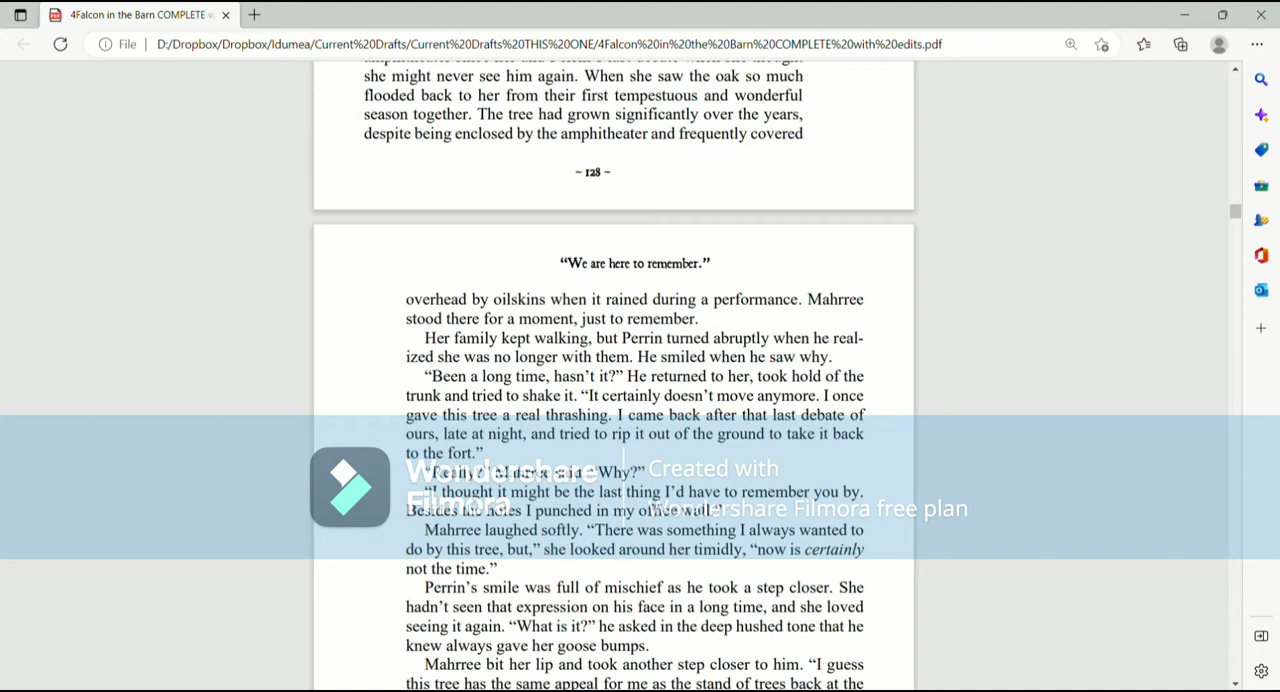 4Falcon in the Barn COMPLETE w
File
D:/Dropbox/Dropbox/Idumea/Current%20Drafts/Current%20Drafts%20THIS%20ONE/4Falcon%20in%20the%20Barn%20COMPLETE%20with%20edits.pdf
she might never see him again. When she saw the oak so much
flooded back to her from their first tempestuous and wonderful
season together. The tree had grown significantly over the years,
despite being enclosed by the amphitheater and frequently covered
~ 128 ~
“We are here to remember.”
overhead by oilskins when it rained during a performance. Mahrree
stood there for a moment, just to remember.
Her family kept walking, but Perrin turned abruptly when he real-
ized she was no longer with them. He smiled when he saw why.
“Been a long time, hasn’t it?” He returned to her, took hold of the
trunk and tried to shake it. “It certainly doesn’t move anymore. I once
gave this tree a real thrashing. I came back after that last debate of
ours, late at night, and tried to rip it out of the ground to take it back
to the fort.”
“Really?” Mahrree said “Why?”
“I thought it might be the last thing I’d have to remember you by.
Besides the holes I punched in my office wall.”
Wondershare
Filmora
Created with
Wondershare Filmora free plan
Mahrree laughed softly. “There was something I always wanted to
do by this tree, but,” she looked around her timidly, “now is certainly
not the time.”
Perrin’s smile was full of mischief as he took a step closer. She
hadn’t seen that expression on his face in a long time, and she loved
seeing it again. “What is it?” he asked in the deep hushed tone that he
knew always gave her goose bumps.
Mahrree bit her lip and took another step closer to him. “I guess
this tree has the same appeal for me as the stand of trees back at the